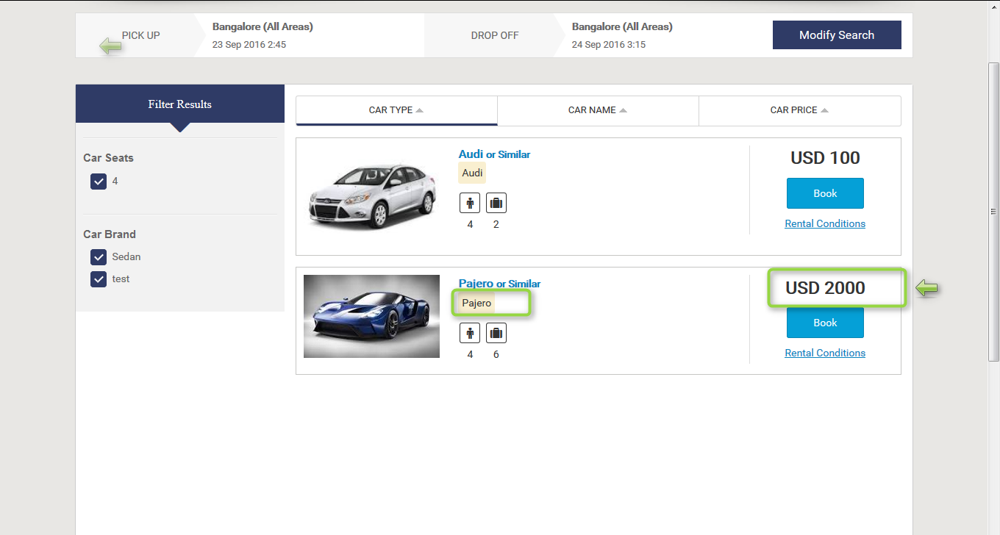 PICK UP
Bangalore (All Areas)
23 Sep 2016 2:45
DROP OFF
Bangalore (All Areas)
24 Sep 2016 3:15
Modify Search
Filter Results
Car Seats
4
Car Brand
Sedan
test
CAR TYPE
CAR NAME
CAR PRICE
Audi or Similar
Audi
4 2
USD 100
Book
Rental Conditions
Pajero or Similar
Pajero
4 6
USD 2000
Book
Rental Conditions